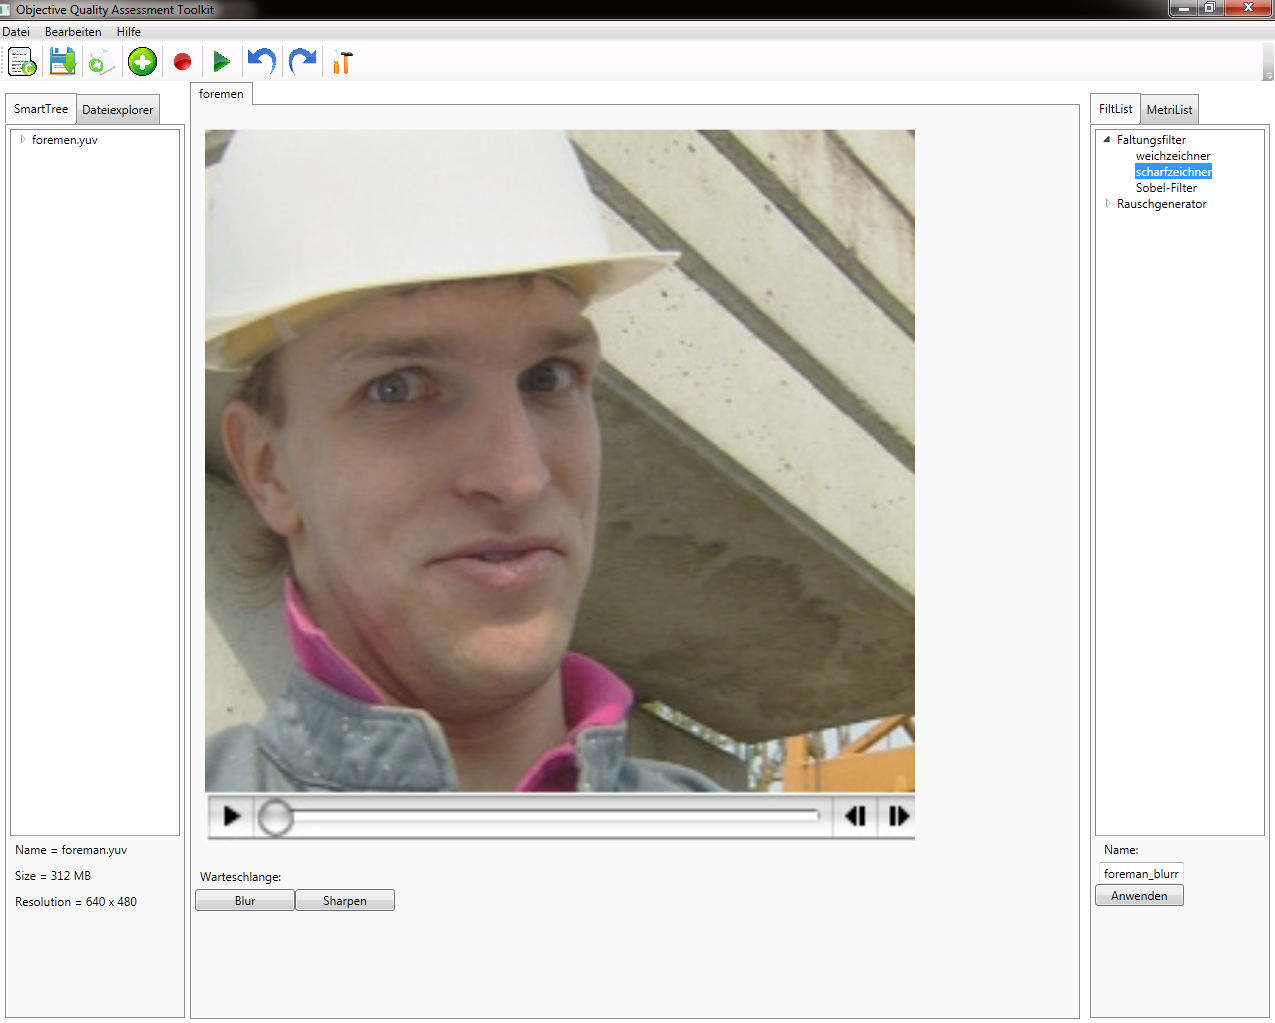 Objective Quality Assessment Toolkit
Datei Bearbeiten Hilfe
foremen
SmartTree Dateiexplorer
foremen.yuv
Name = foreman.yuv
Size = 312 MB
Resolution = 640 x 480
Warteschlange:
Blur Sharpen
FiltList MetriList
Faltungsfilter
weichzeichner
scharfzeichner
Sobel-Filter
Rauschgenerator
Name:
foreman_blurr
Anwenden